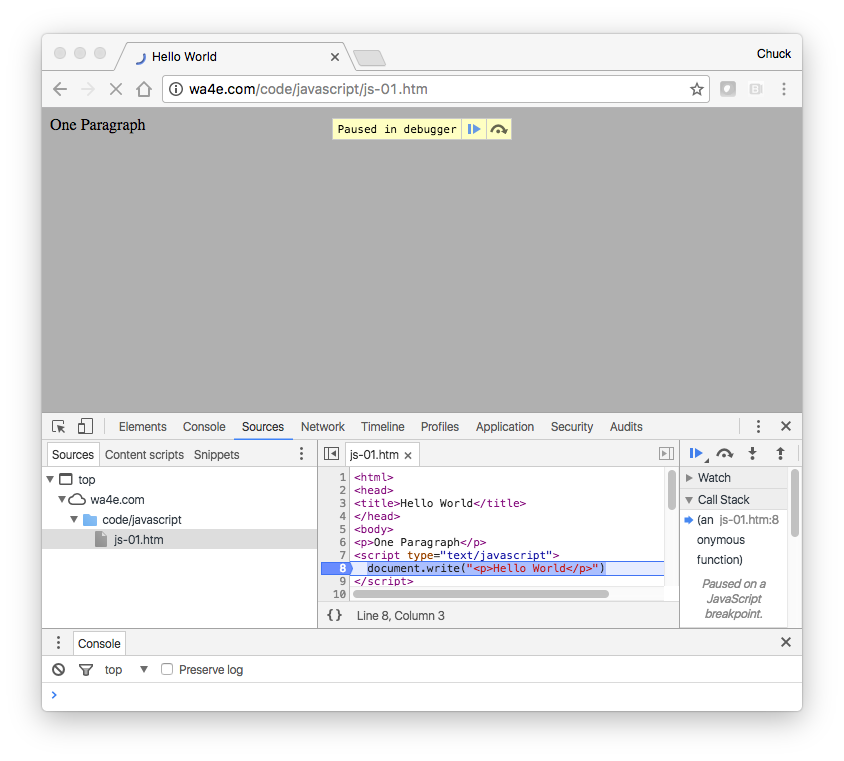 Hello World
Chuck
wa4e.com/code/javascript/js-01.htm
One Paragraph
Paused in debugger
Elements Console Sources Network Timeline Profiles Application Security Audits
Sources Content scripts Snippets
js-01.htm
top
wa4e.com
code/javascript
js-01.htm
1 <html>
2 <head>
3 <title>Hello World</title>
4 </head>
5 <body>
6 <p>One Paragraph</p>
7 <script type="text/javascript">
8 document.write("<p>Hello World</p>")
9 </script>
10
{} Line 8, Column 3
Watch
Call Stack
(an js-01.htm:8
onymous
function)
Paused on a
JavaScript
breakpoint.
Console
top Preserve log